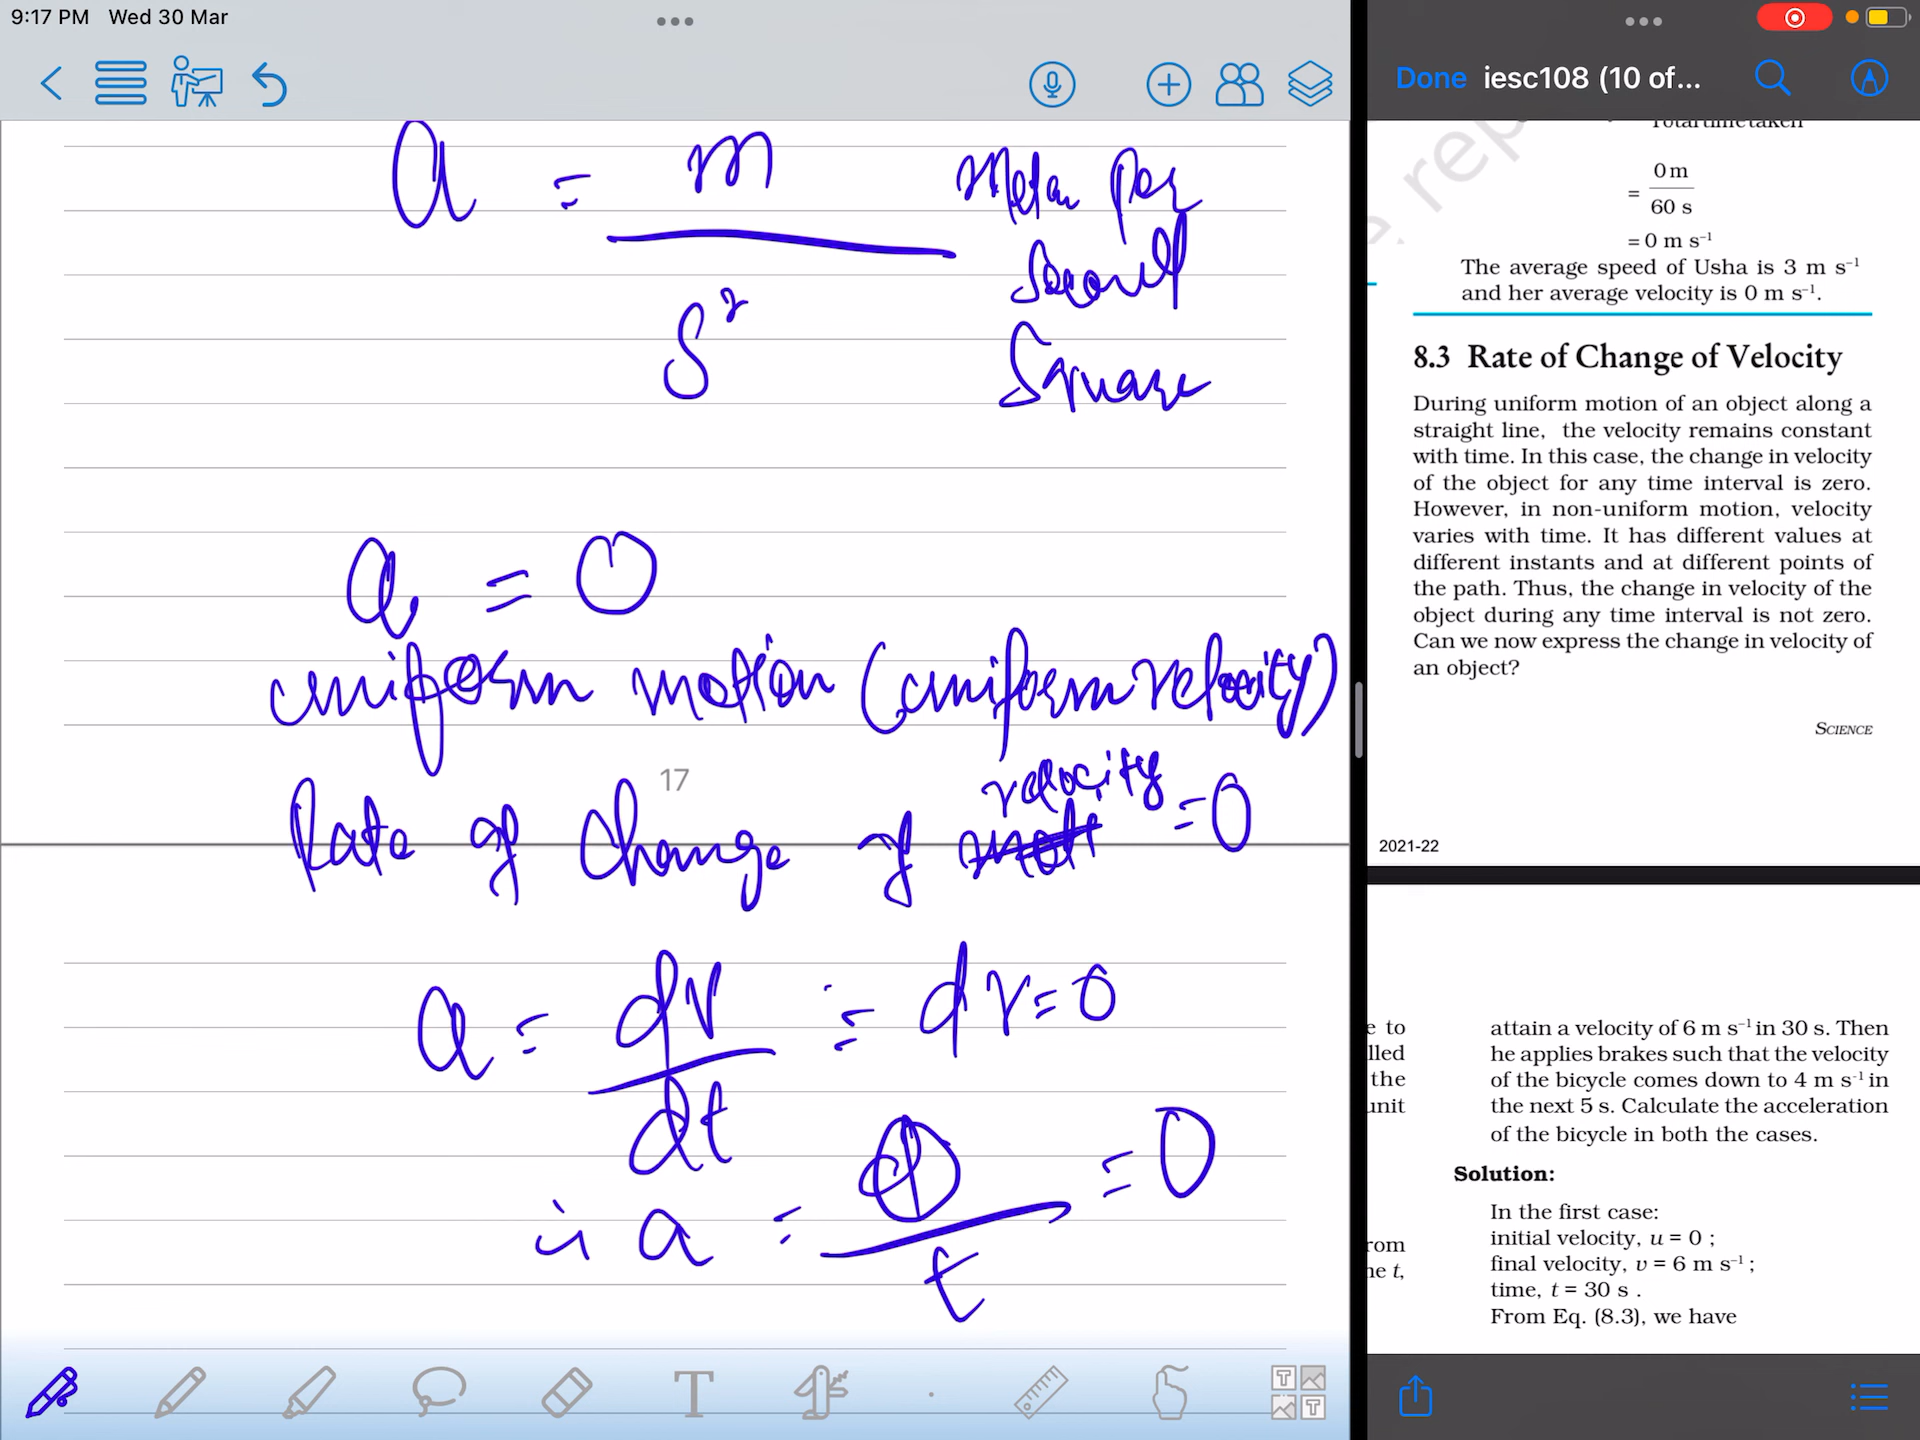 9:17 PM Wed 30 Mar
a = m
s²
Meter Per
Second
Square
a = 0
uniform motion (uniform velocity)
17
velocity
Rate of change of = 0
a = dv = dv = 0
dt
∴ a = 0 = 0
t
T
Done iesc108 (10 of...
Total time taken
= 0 m
60 s
= 0 m s⁻¹
The average speed of Usha is 3 m s⁻¹
and her average velocity is 0 m s⁻¹.
8.3 Rate of Change of Velocity
During uniform motion of an object along a
straight line, the velocity remains constant
with time. In this case, the change in velocity
of the object for any time interval is zero.
However, in non-uniform motion, velocity
varies with time. It has different values at
different instants and at different points of
the path. Thus, the change in velocity of the
object during any time interval is not zero.
Can we now express the change in velocity of
an object?
SCIENCE
2021-22
e to
lled
the
unit
rom
ne t,
attain a velocity of 6 m s⁻¹ in 30 s. Then
he applies brakes such that the velocity
of the bicycle comes down to 4 m s⁻¹ in
the next 5 s. Calculate the acceleration
of the bicycle in both the cases.
Solution:
In the first case:
initial velocity, u = 0 ;
final velocity, v = 6 m s⁻¹ ;
time, t = 30 s .
From Eq. (8.3), we have